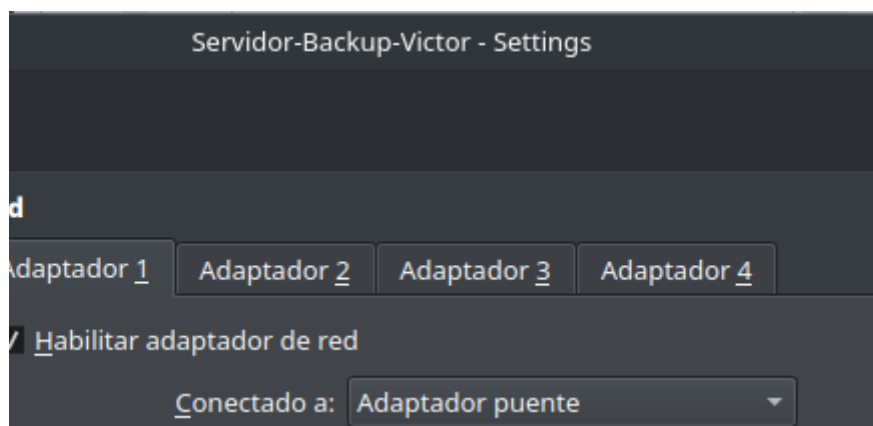 Servidor-Backup-Victor - Settings
d
Adaptador 1 Adaptador 2 Adaptador 3 Adaptador 4
Habilitar adaptador de red
Conectado a: Adaptador puente